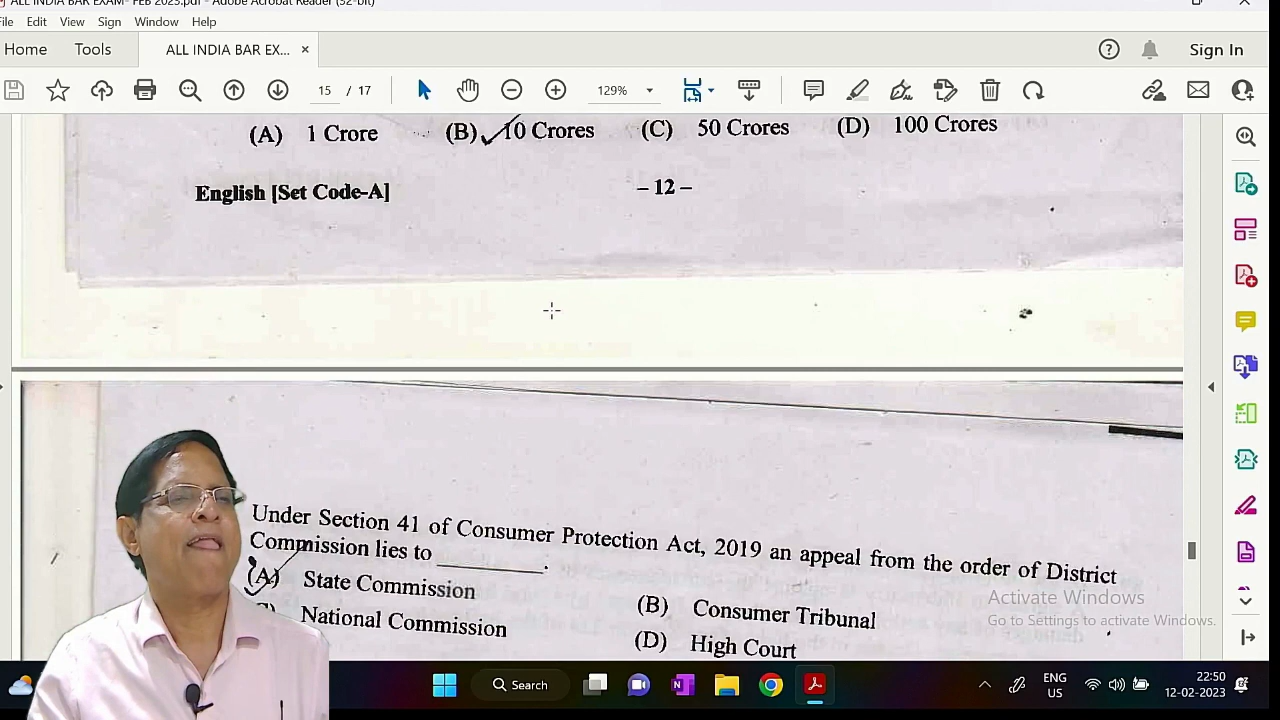 ALL INDIA BAR EXAM- FEB 2023.pdf - Adobe Acrobat Reader (32-bit)
File Edit View Sign Window Help
Home Tools ALL INDIA BAR EX... × Sign In
15 / 17 129%
(A) 1 Crore (B) 10 Crores (C) 50 Crores (D) 100 Crores
English [Set Code-A] – 12 –
Under Section 41 of Consumer Protection Act, 2019 an appeal from the order of District
Commission lies to ________.
(A) State Commission
(B) Consumer Tribunal
National Commission
(D) High Court
Activate Windows
Go to Settings to activate Windows.
Search
ENG
US
22:50
12-02-2023